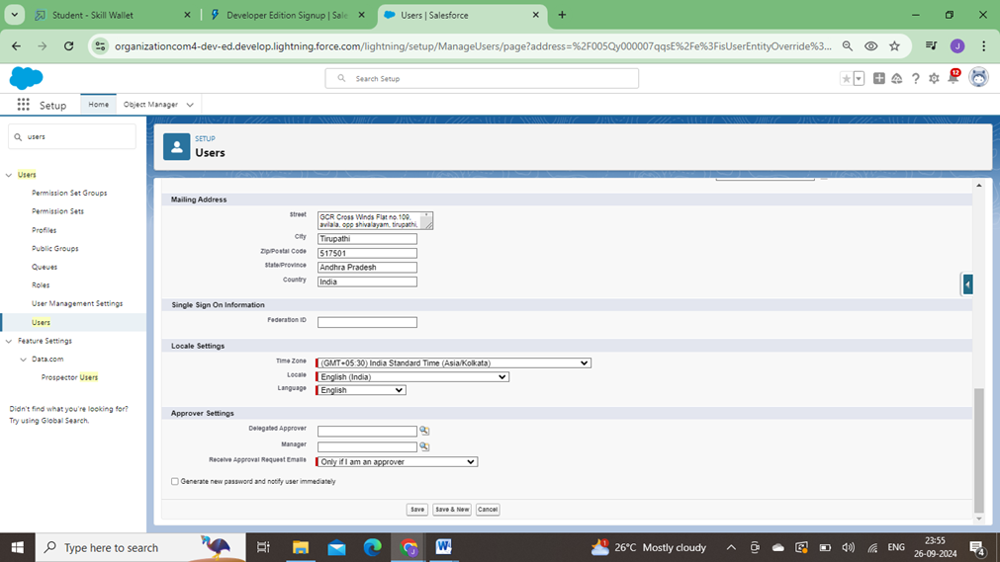 Student - Skill Wallet
Developer Edition Signup | Sale
Users | Salesforce
organizationcom4-dev-ed.develop.lightning.force.com/lightning/setup/ManageUsers/page?address=%2F005Qy000007qqsE%2Fe%3FisUserEntityOverride%3...
J
Search Setup
12
Setup
Home
Object Manager
users
Users
Permission Set Groups
Permission Sets
Profiles
Public Groups
Queues
Roles
User Management Settings
Users
Feature Settings
Data.com
Prospector Users
Didn't find what you're looking for?
Try using Global Search.
SETUP
Users
Mailing Address
Street
GCR Cross Winds Flat no.109,
avilala, opp shivalayam, tirupathi,
City
Tirupathi
Zip/Postal Code
517501
State/Province
Andhra Pradesh
Country
India
Single Sign On Information
Federation ID
Locale Settings
Time Zone
(GMT+05:30) India Standard Time (Asia/Kolkata)
Locale
English (India)
Language
English
Approver Settings
Delegated Approver
Manager
Receive Approval Request Emails
Only if I am an approver
Generate new password and notify user immediately
Save
Save & New
Cancel
Type here to search
26°C Mostly cloudy
ENG
23:55
26-09-2024
4